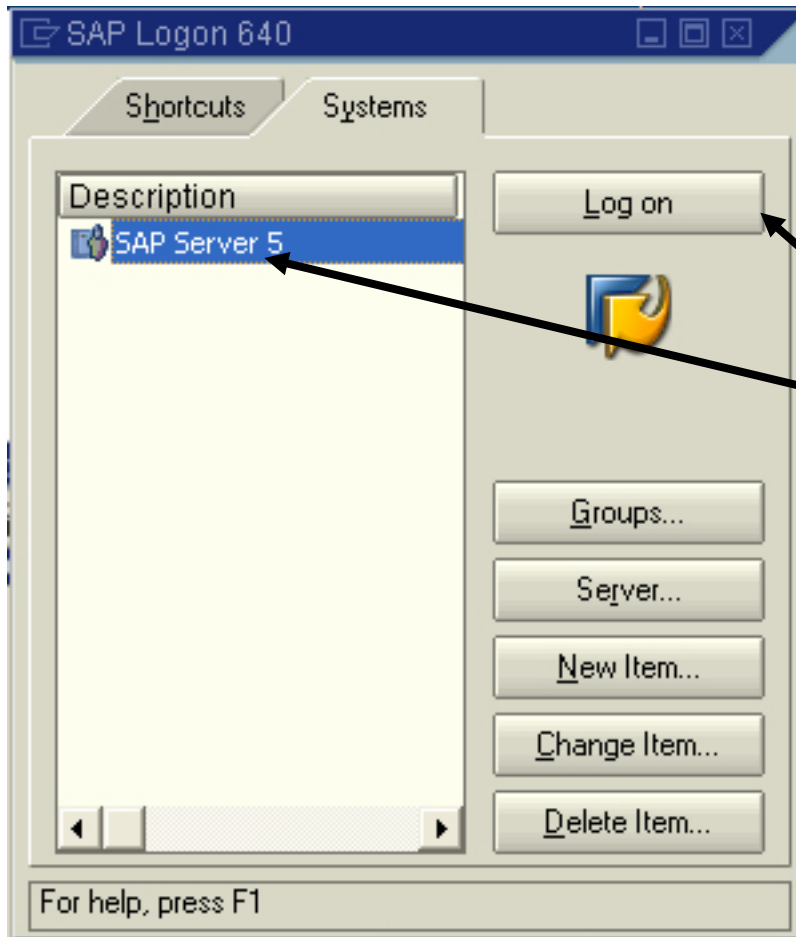 SAP Logon 640
Shortcuts Systems
Description
SAP Server 5
Log on
Groups...
Server...
New Item...
Change Item...
Delete Item...
For help, press F1